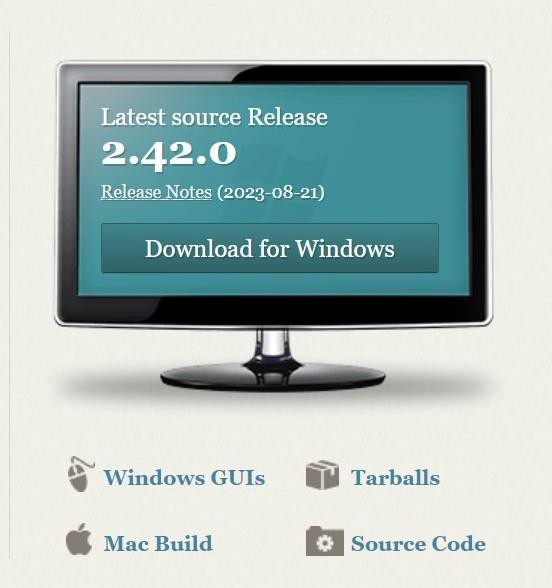 Latest source Release
2.42.0
Release Notes (2023-08-21)
Download for Windows
Windows GUIs
Tarballs
Mac Build
Source Code